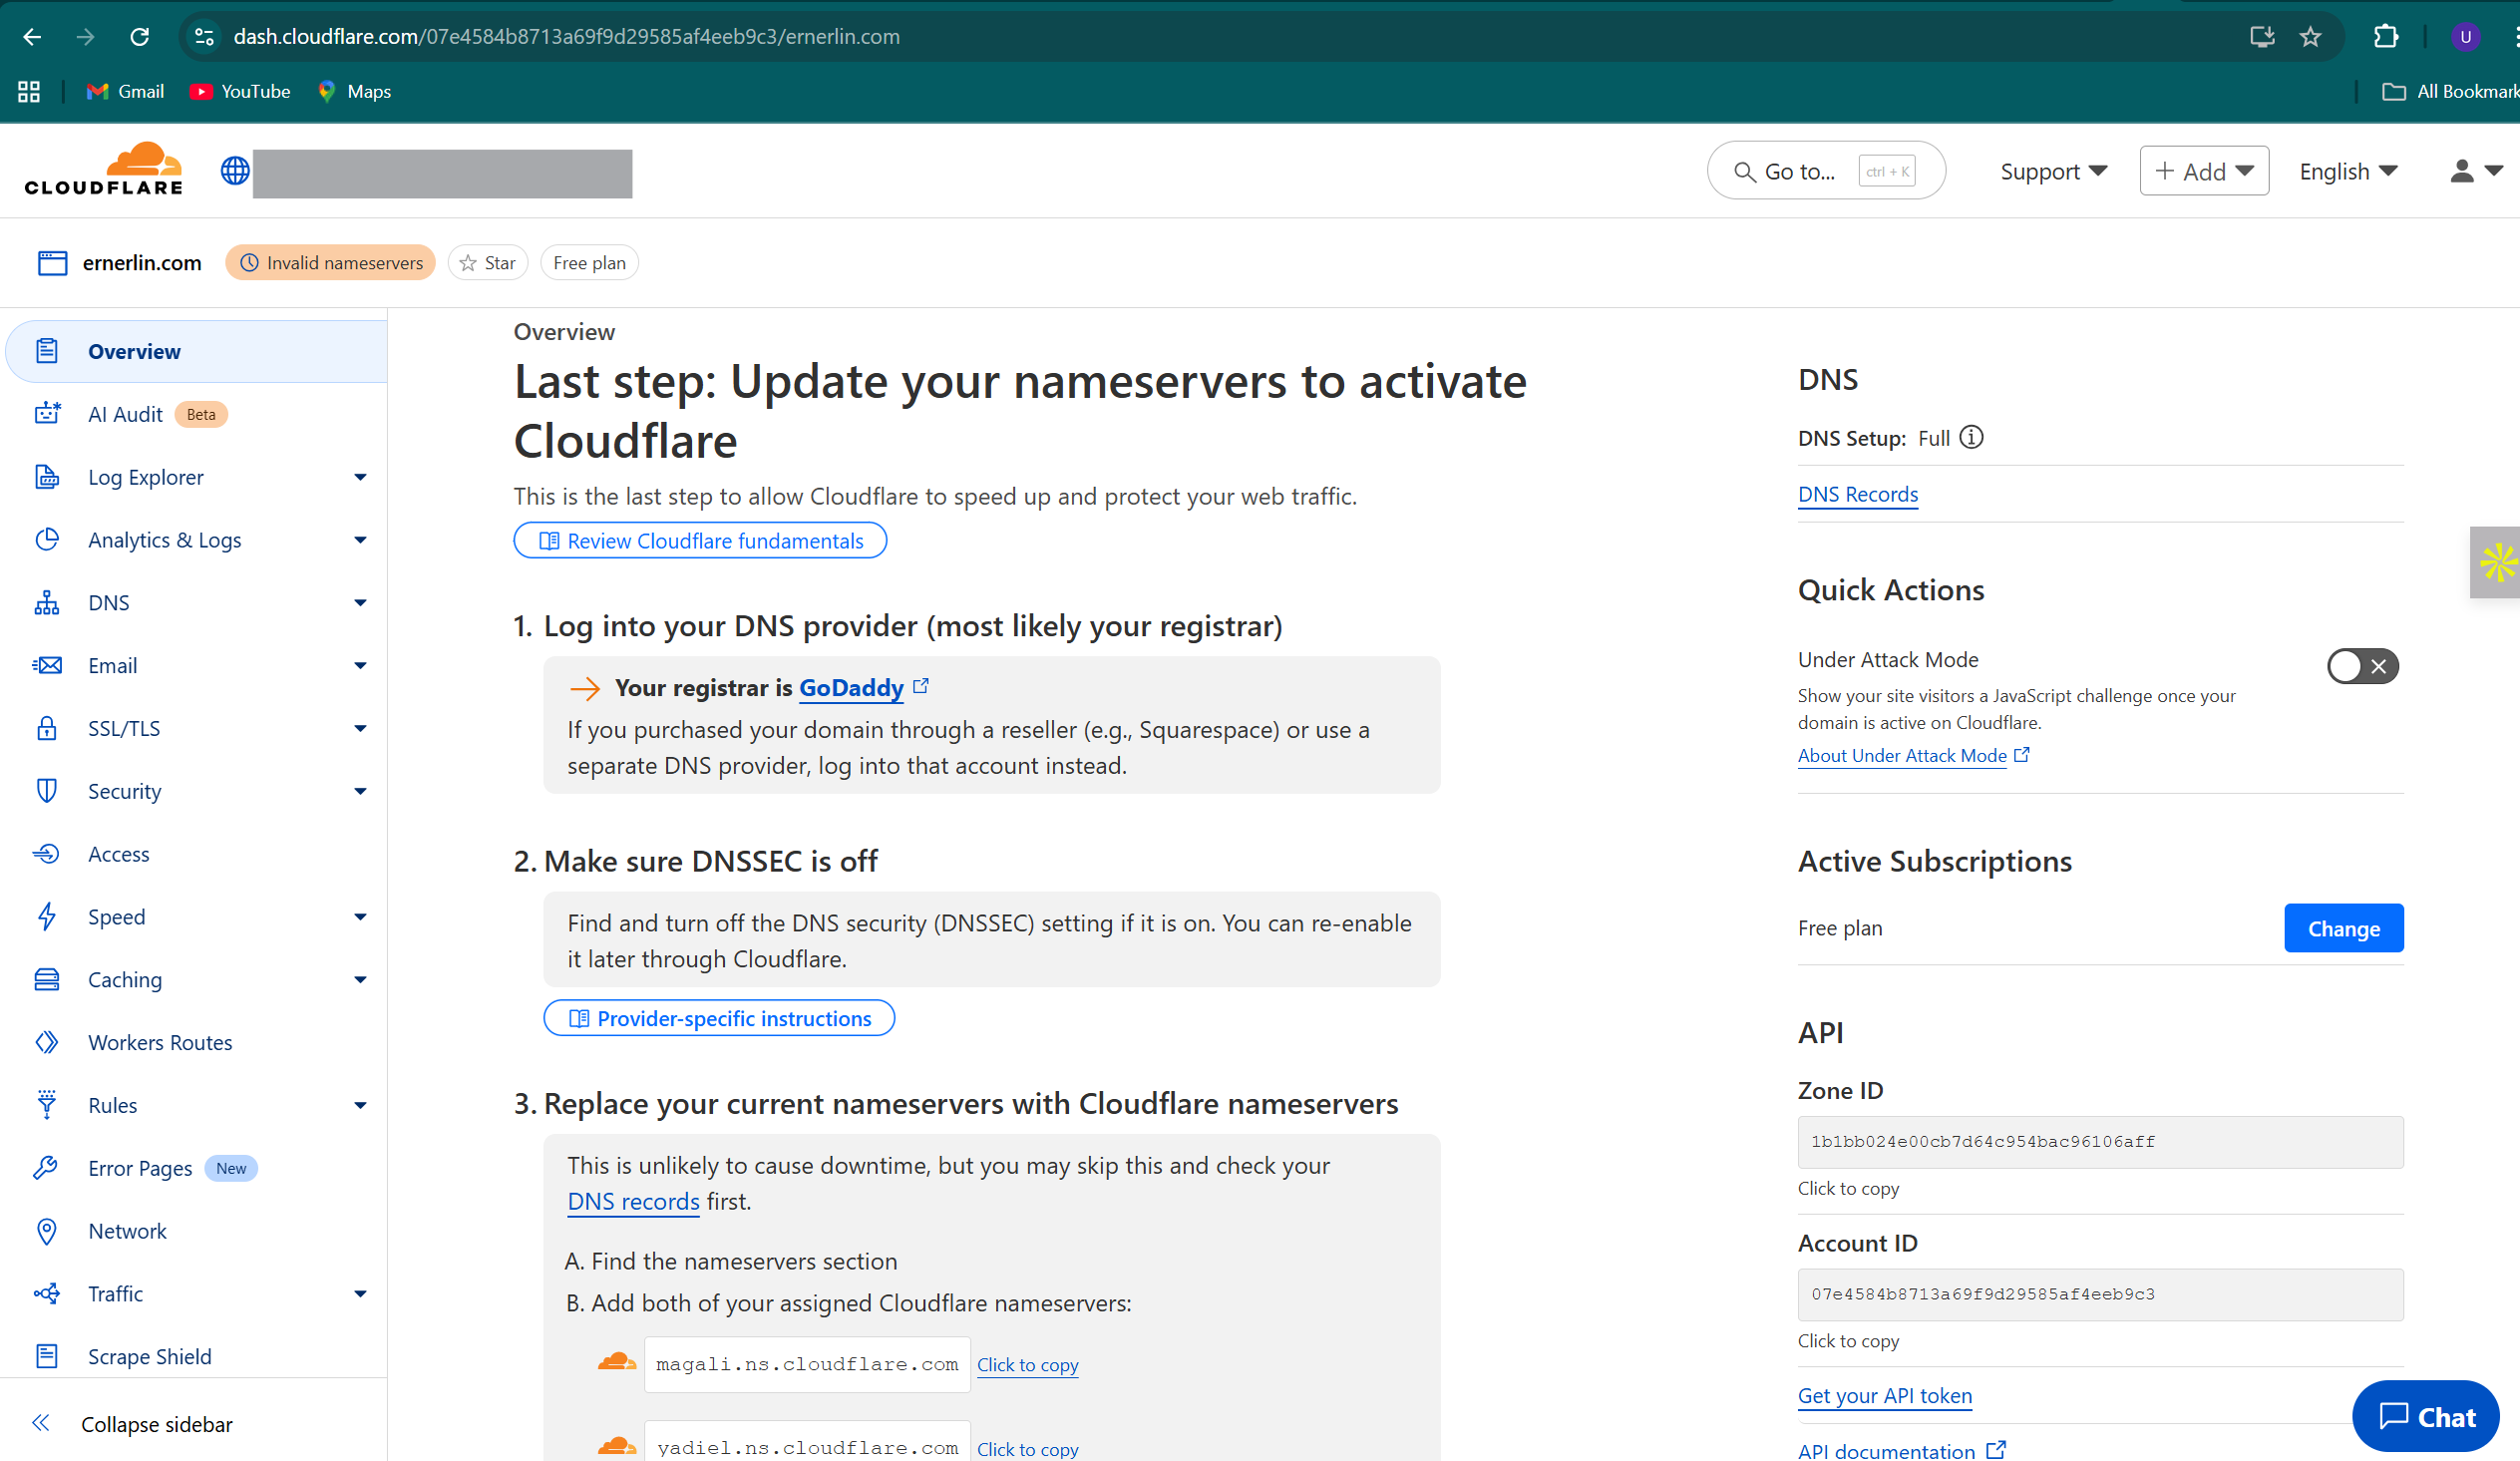 dash.cloudflare.com/07e4584b8713a69f9d29585af4eeb9c3/ernerlin.com
U
Gmail
YouTube
Maps
All Bookmark
CLOUDFLARE
Go to...
ctrl + K
Support
+ Add
English
ernerlin.com
Invalid nameservers
Star
Free plan
Overview
AI Audit Beta
Log Explorer
Analytics & Logs
DNS
Email
SSL/TLS
Security
Access
Speed
Caching
Workers Routes
Rules
Error Pages New
Network
Traffic
Scrape Shield
Collapse sidebar
Overview
Last step: Update your nameservers to activate
Cloudflare
This is the last step to allow Cloudflare to speed up and protect your web traffic.
Review Cloudflare fundamentals
1. Log into your DNS provider (most likely your registrar)
Your registrar is GoDaddy
If you purchased your domain through a reseller (e.g., Squarespace) or use a
separate DNS provider, log into that account instead.
2. Make sure DNSSEC is off
Find and turn off the DNS security (DNSSEC) setting if it is on. You can re-enable
it later through Cloudflare.
Provider-specific instructions
3. Replace your current nameservers with Cloudflare nameservers
This is unlikely to cause downtime, but you may skip this and check your
DNS records first.
A. Find the nameservers section
B. Add both of your assigned Cloudflare nameservers:
magali.ns.cloudflare.com Click to copy
yadiel.ns.cloudflare.com Click to copy
DNS
DNS Setup: Full
DNS Records
Quick Actions
Under Attack Mode
Show your site visitors a JavaScript challenge once your
domain is active on Cloudflare.
About Under Attack Mode
Active Subscriptions
Free plan
Change
API
Zone ID
1b1bb024e00cb7d64c954bac96106aff
Click to copy
Account ID
07e4584b8713a69f9d29585af4eeb9c3
Click to copy
Get your API token
API documentation
Chat